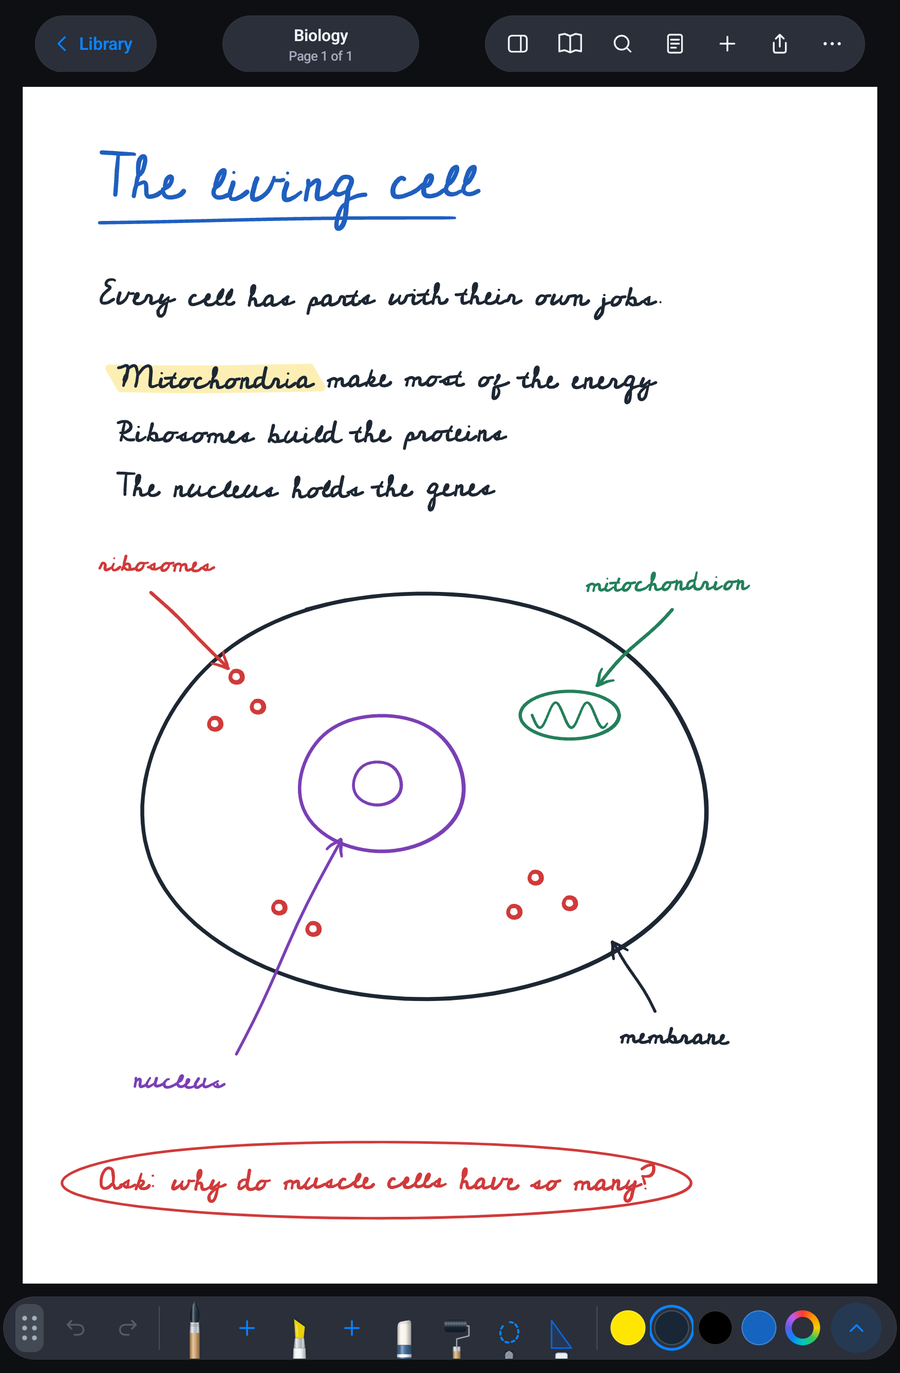 Library
Biology
Page 1 of 1
The living cell
Every cell has parts with their own jobs.
Mitochondria make most of the energy
Ribosomes build the proteins
The nucleus holds the genes
ribosomes
mitochondrion
membrane
nucleus
Ask: why do muscle cells have so many?